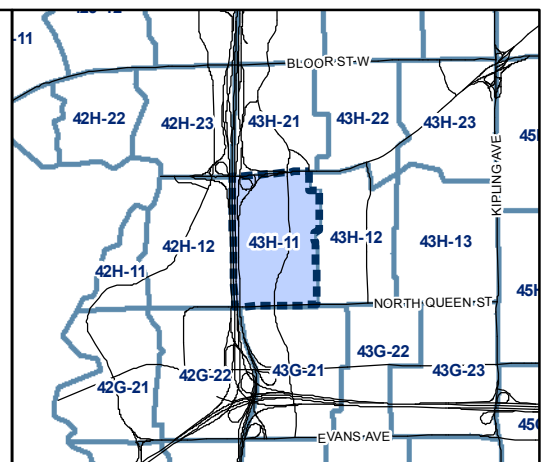 -11
BLOOR ST W
42H-22
42H-23
43H-21
43H-22
43H-23
KIPLING AVE
42H-11
42H-12
43H-11
43H-12
43H-13
NORTH QUEEN ST
42G-21
42G-22
43G-21
43G-22
43G-23
EVANS AVE